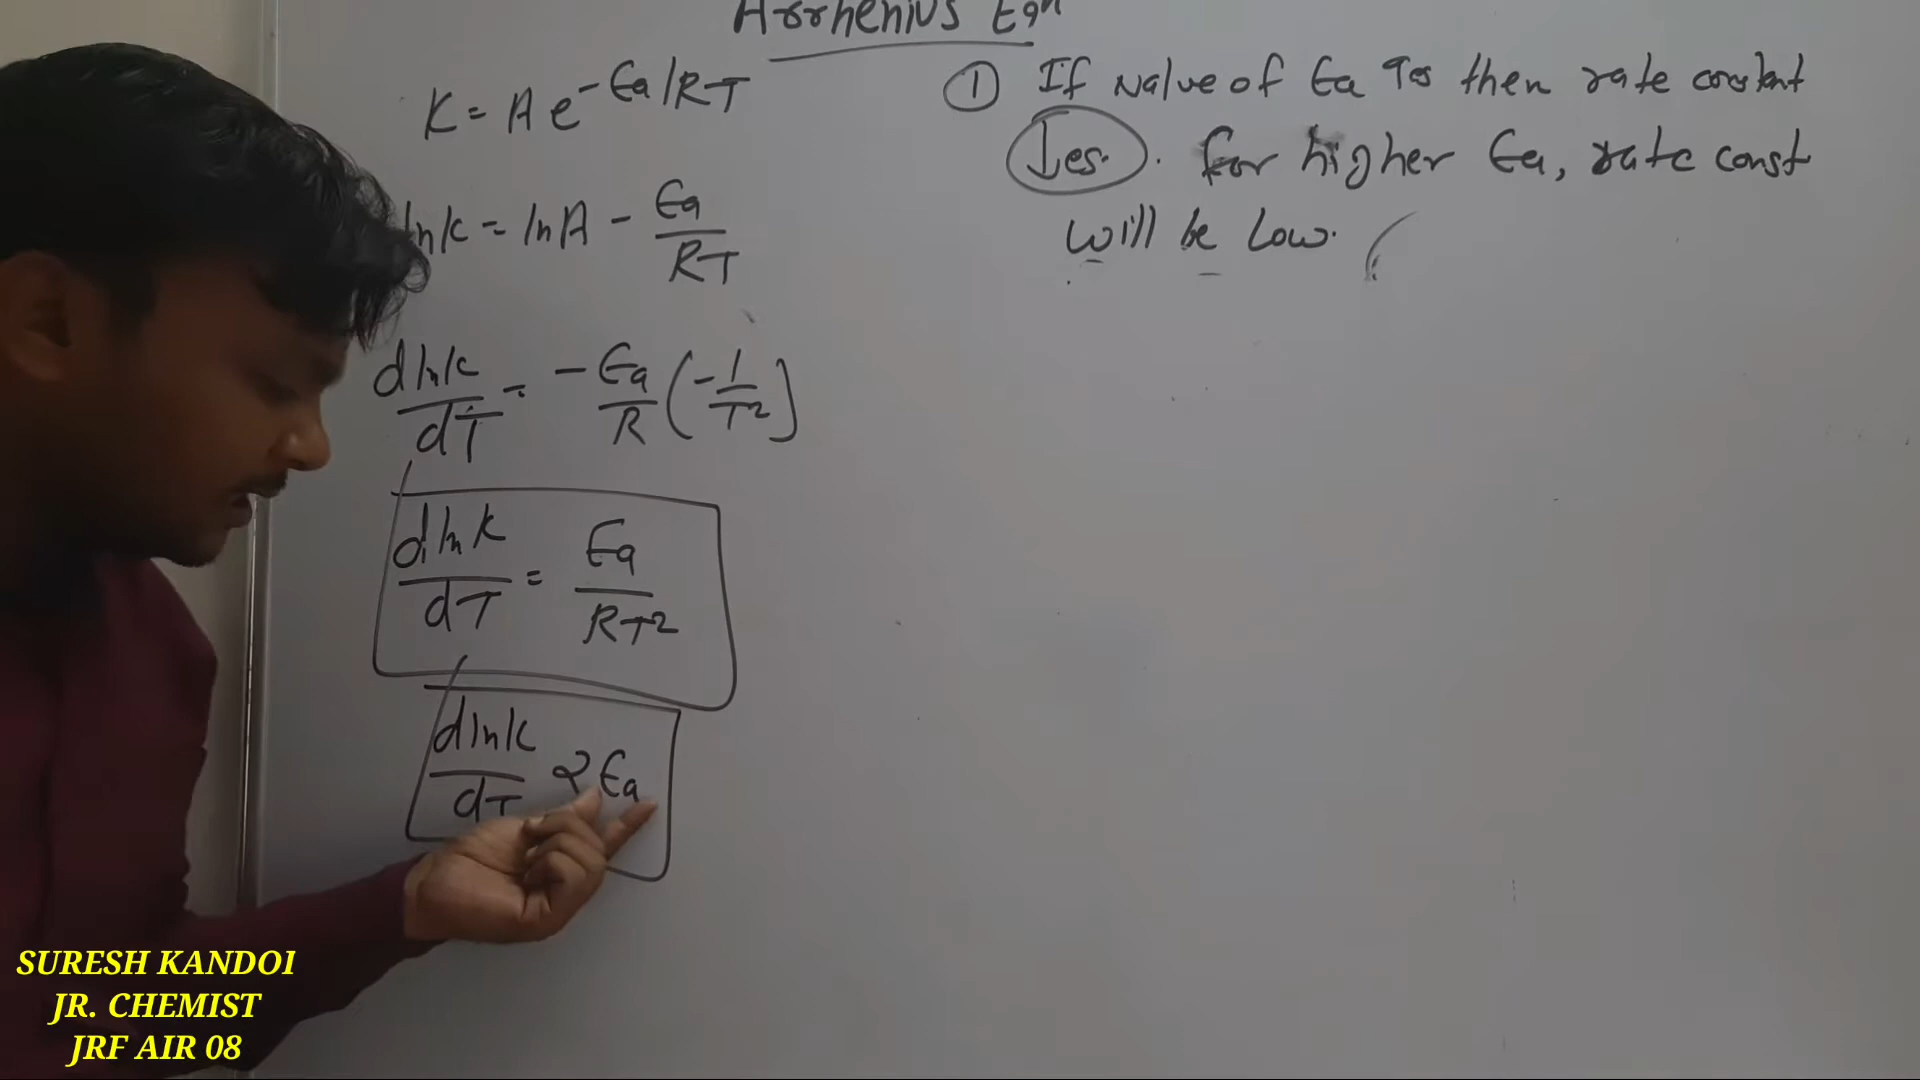 Arrhenius Eqn
K = A e^-Ea/RT
lnk = lnA - Ea/RT
dlnk/dT = -Ea/R (-1/T²)
dlnk/dT = Ea/RT²
dlnk/dT α Ea
① If value of Ea ↑es then rate constant
↓es. For higher Ea, rate const
will be low.
SURESH KANDOI
JR. CHEMIST
JRF AIR 08